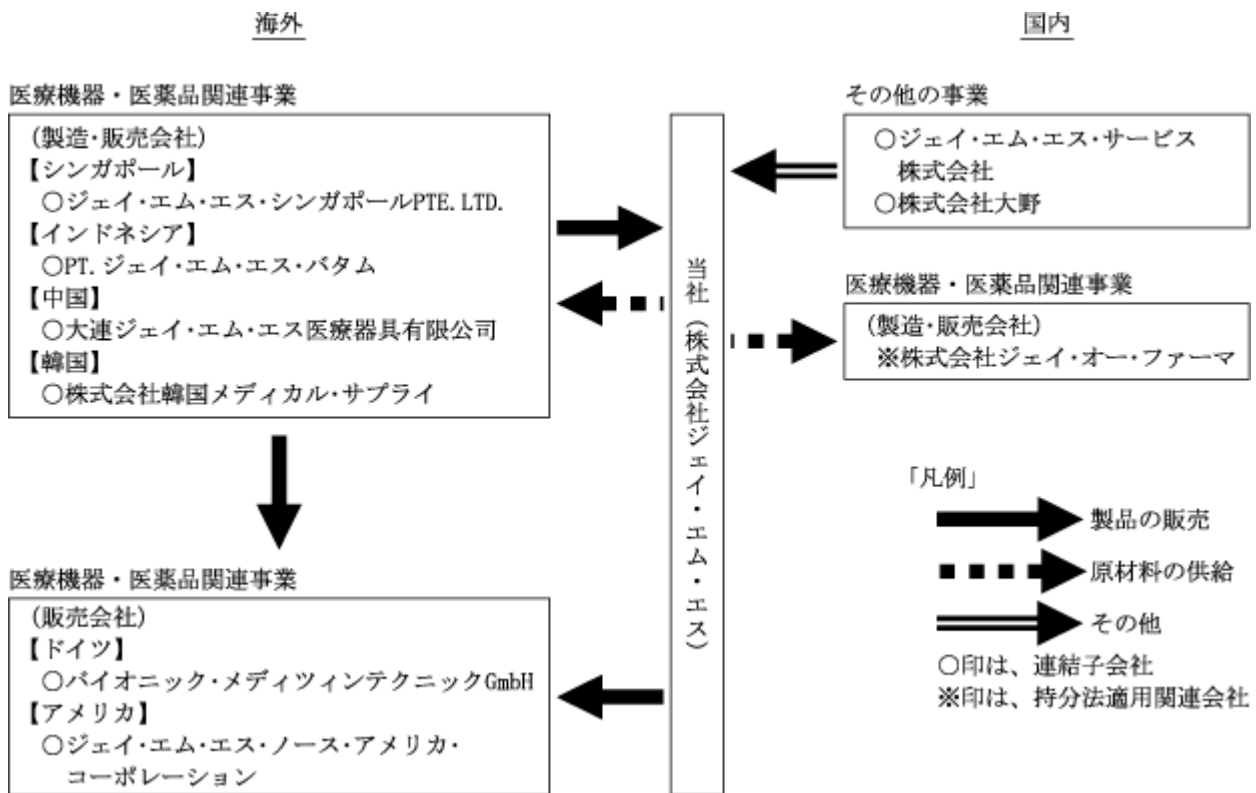 海外
医療機器・医薬品関連事業
(製造・販売会社)
【シンガポール】
○ジェイ・エム・エス・シンガポールPTE.LTD.
【インドネシア】
○PT.ジェイ・エム・エス・バタム
【中国】
○大連ジェイ・エム・エス医療器具有限公司
【韓国】
○株式会社韓国メディカル・サプライ
医療機器・医薬品関連事業
(販売会社)
【ドイツ】
○バイオニック・メディツィンテクニックGmbH
【アメリカ】
○ジェイ・エム・エス・ノース・アメリカ・
コーポレーション
当社(株式会社ジェイ・エム・エス)
国内
その他の事業
○ジェイ・エム・エス・サービス
株式会社
○株式会社大野
医療機器・医薬品関連事業
(製造・販売会社)
※株式会社ジェイ・オー・ファーマ
「凡例」
製品の販売
原材料の供給
その他
○印は、連結子会社
※印は、持分法適用関連会社